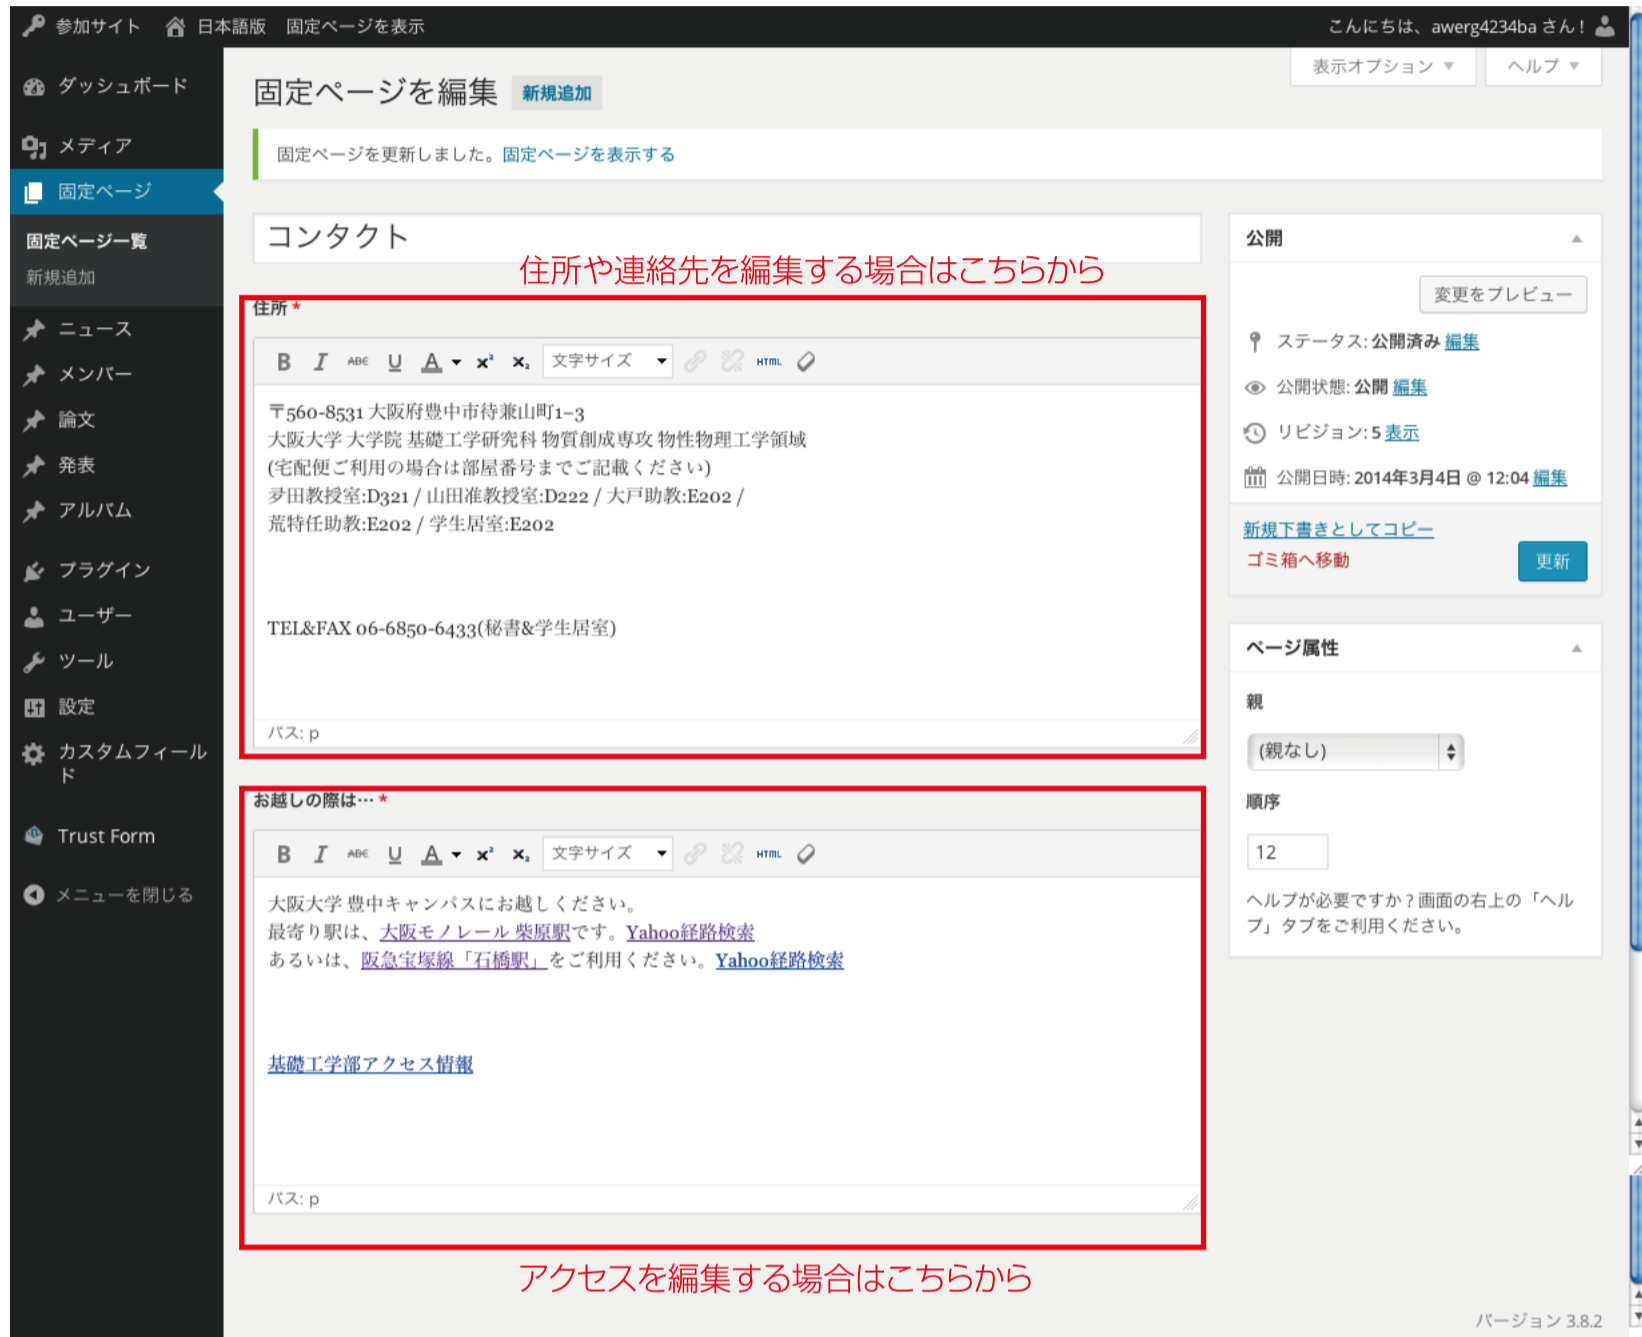 参加サイト 日本語版 固定ページを表示 こんにちは、awerg4234ba さん!
表示オプション ヘルプ
ダッシュボード
メディア
固定ページ
固定ページ一覧
新規追加
ニュース
メンバー
論文
発表
アルバム
プラグイン
ユーザー
ツール
設定
カスタムフィール
ド
Trust Form
メニューを閉じる
固定ページを編集 新規追加
固定ページを更新しました。固定ページを表示する
コンタクト
住所や連絡先を編集する場合はこちらから
住所 *
B I ABC U A x² x₂ 文字サイズ HTML
〒560-8531 大阪府豊中市待兼山町1−3
大阪大学 大学院 基礎工学研究科 物質創成専攻 物性物理工学領域
(宅配便ご利用の場合は部屋番号までご記載ください)
夛田教授室:D321 / 山田准教授室:D222 / 大戸助教:E202 /
荒特任助教:E202 / 学生居室:E202
TEL&FAX 06-6850-6433(秘書&学生居室)
パス: p
お越しの際は… *
B I ABC U A x² x₂ 文字サイズ HTML
大阪大学 豊中キャンパスにお越しください。
最寄り駅は、大阪モノレール 柴原駅です。Yahoo経路検索
あるいは、阪急宝塚線「石橋駅」をご利用ください。Yahoo経路検索
基礎工学部アクセス情報
パス: p
アクセスを編集する場合はこちらから
公開
変更をプレビュー
ステータス: 公開済み 編集
公開状態: 公開 編集
リビジョン: 5 表示
公開日時: 2014年3月4日 @ 12:04 編集
新規下書きとしてコピー
ゴミ箱へ移動
更新
ページ属性
親
(親なし)
順序
12
ヘルプが必要ですか ? 画面の右上の「ヘル
プ」タブをご利用ください。
バージョン 3.8.2